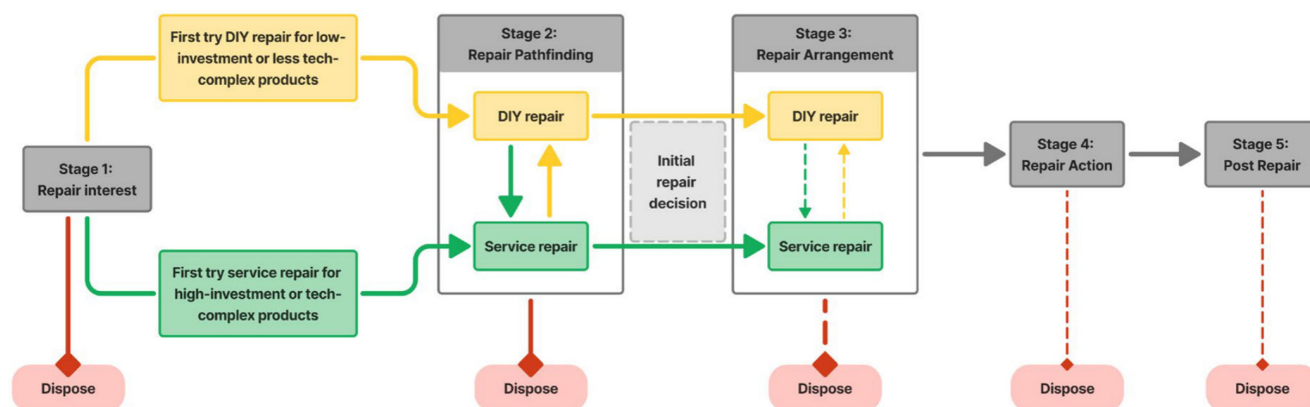 First try DIY repair for low-
investment or less tech-
complex products
Stage 2:
Repair Pathfinding
Stage 3:
Repair Arrangement
DIY repair
DIY repair
Stage 1:
Repair interest
Initial
repair
decision
Stage 4:
Repair Action
Stage 5:
Post Repair
First try service repair for
high-investment or tech-
complex products
Service repair
Service repair
Dispose
Dispose
Dispose
Dispose
Dispose